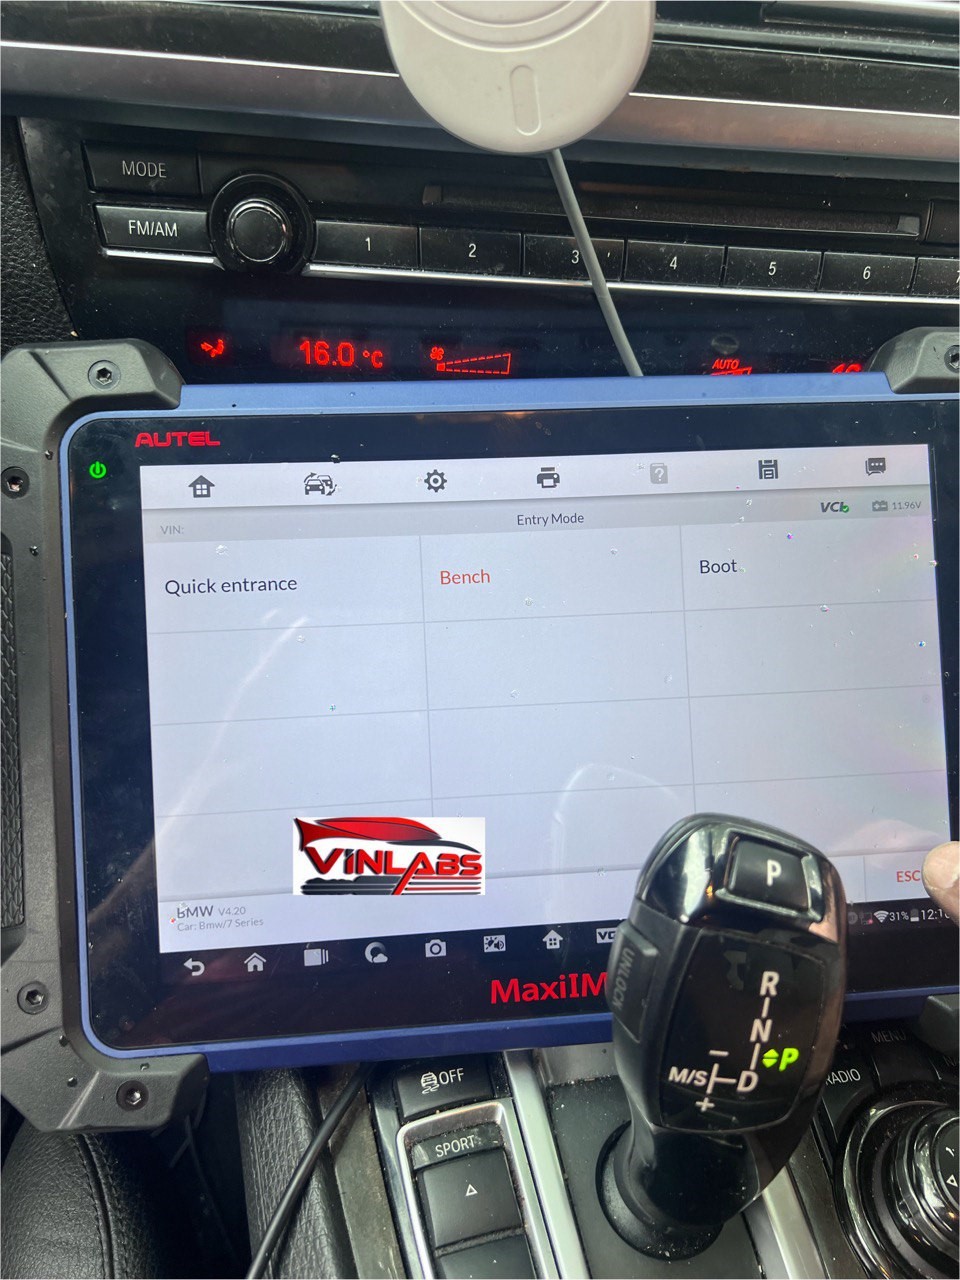 MODE
FM/AM
1
2
3
4
5
6
7
16.0 °C
AUTO
AUTEL
?
VCI
11.96V
VIN:
Entry Mode
Quick entrance
Bench
Boot
VINLABS
ESC
BMW V4.20
Car: Bmw/7 Series
31%
MaxiIM
UNLOCK
P
R
N
P
M/S
D
-
+
OFF
SPORT
MENU
RADIO